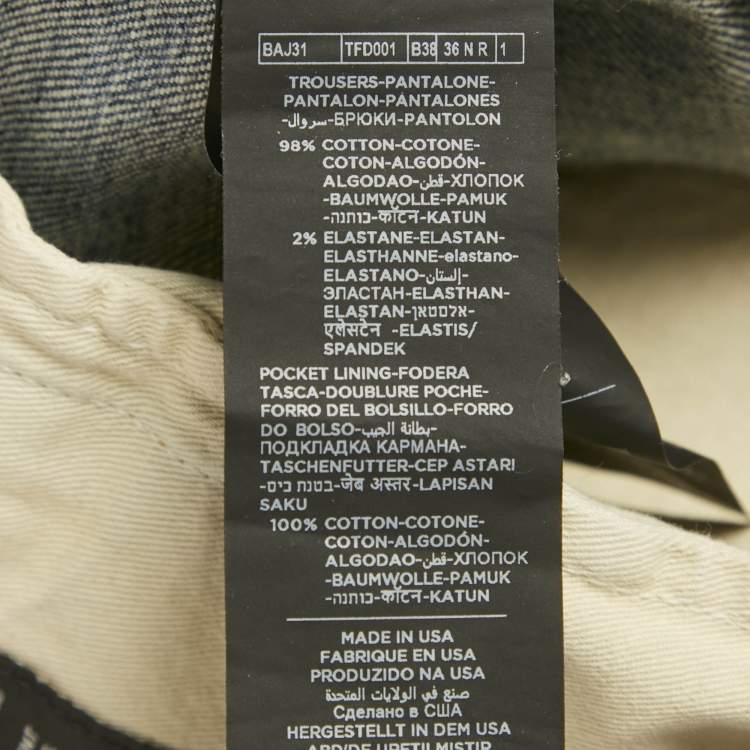 BAJ31 TFD001 B38 36 N R 1
TROUSERS-PANTALONE-
PANTALON-PANTALONES
-سروال-БРЮКИ-PANTOLON
98% COTTON-COTONE-
COTON-ALGODÓN-
ALGODAO-قطن-ХЛОПОК
-BAUMWOLLE-PAMUK
-כותנה-कॉटन-KATUN
2% ELASTANE-ELASTAN-
ELASTHANNE-elastano-
ELASTANO-إلستان-
ЭЛАСТАН-ELASTHAN-
ELASTAN-אלסטאן-
एलेसटेन -ELASTIS/
SPANDEK
POCKET LINING-FODERA
TASCA-DOUBLURE POCHE-
FORRO DEL BOLSILLO-FORRO
DO BOLSO-بطانة الجيب-
ПОДКЛАДКА КАРМАНА-
TASCHENFUTTER-CEP ASTARI
-בטנת כיס-जेब अस्तर-LAPISAN
SAKU
100% COTTON-COTONE-
COTON-ALGODÓN-
ALGODAO-قطن-ХЛОПОК
-BAUMWOLLE-PAMUK
-כותנה-कॉटन-KATUN
MADE IN USA
FABRIQUE EN USA
PRODUZIDO NA USA
صنع في الولايات المتحدة
Сделано в США
HERGESTELLT IN DEM USA
ABD/DE URETILMISTIR